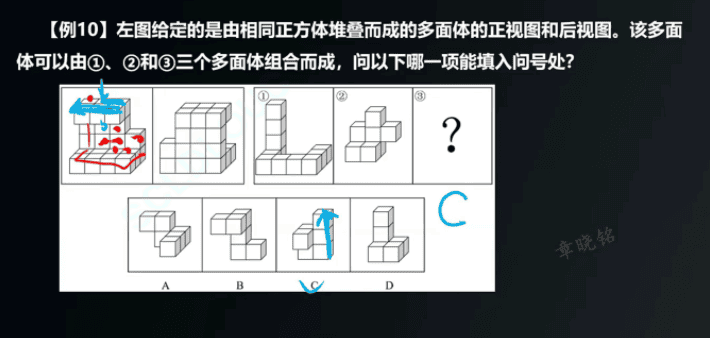 【例10】左图给定的是由相同正方体堆叠而成的多面体的正视图和后视图。该多面
体可以由①、②和③三个多面体组合而成，问以下哪一项能填入问号处？
① ② ③
?
C
章晓铭
A B C D